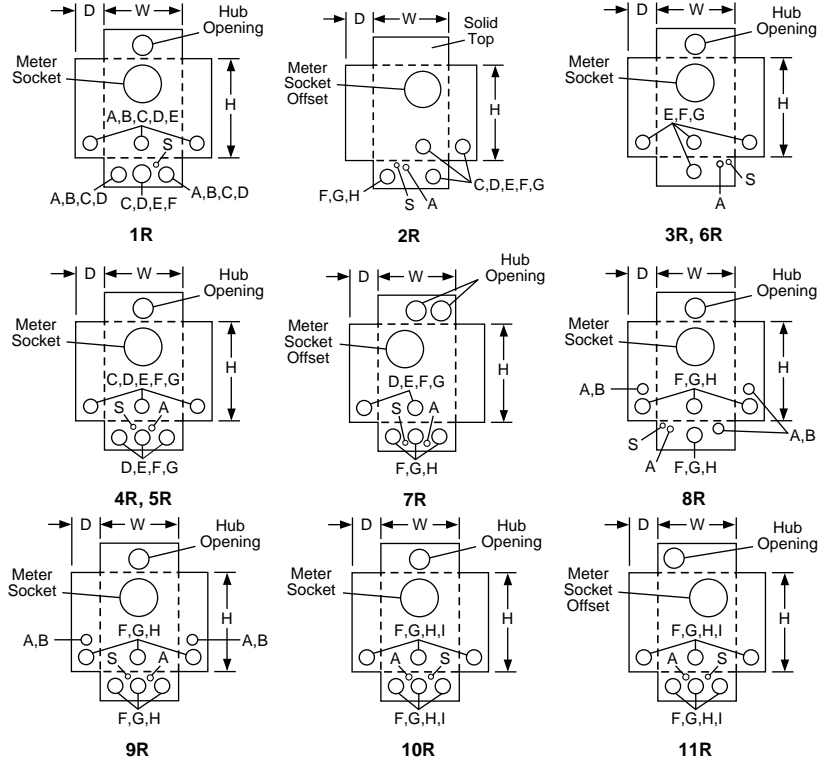 D
W
Hub
Opening
Meter
Socket
H
A,B,C,D,E
S
A,B,C,D
C,D,E,F
A,B,C,D
1R
D
W
Solid
Top
Meter
Socket
Offset
H
F,G,H
S
A
C,D,E,F,G
2R
D
W
Hub
Opening
Meter
Socket
H
E,F,G
S
A
3R, 6R
D
W
Hub
Opening
Meter
Socket
H
C,D,E,F,G
S
A
D,E,F,G
4R, 5R
D
W
Hub
Opening
Meter
Socket
Offset
H
D,E,F,G
S
A
F,G,H
7R
D
W
Hub
Opening
Meter
Socket
H
A,B
F,G,H
A,B
S
A
F,G,H
8R
D
W
Hub
Opening
Meter
Socket
H
F,G,H
A,B
A,B
S
A
F,G,H
9R
D
W
Hub
Opening
Meter
Socket
H
F,G,H,I
A
S
F,G,H,I
10R
D
W
Hub
Opening
Meter
Socket
Offset
H
F,G,H,I
A
S
F,G,H,I
11R